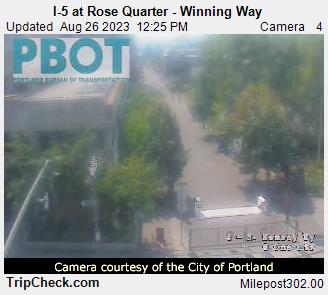 I-5 at Rose Quarter - Winning Way
Updated Aug 26 2023 12:25 PM Camera 4
PBOT
PORTLAND BUREAU OF TRANSPORTATION
Camera courtesy of the City of Portland
TripCheck.com Milepost302.00